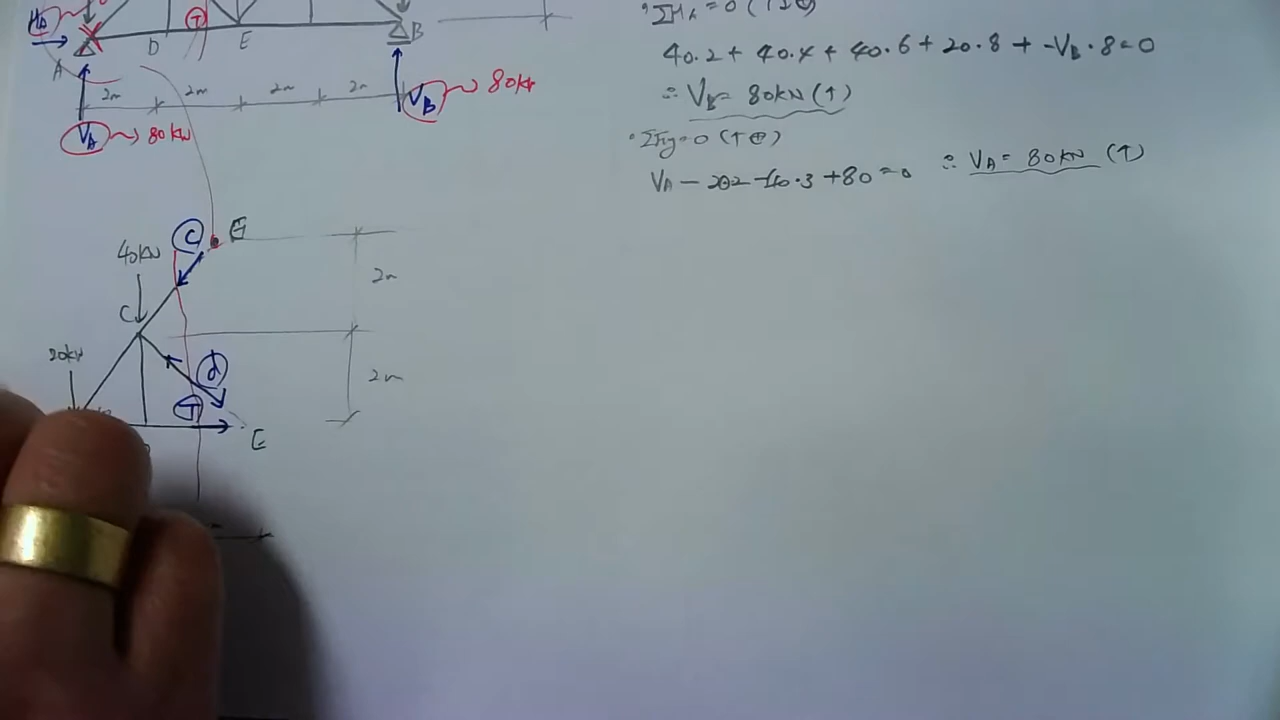 HA
T
D
E
B
A
2m 2m 2m 2m
VA → 80kN
VB → 80kN
ΣMA = 0 (
40·2 + 40·4 + 40·6 + 20·8 + -VB·8 = 0
∴ VB = 80kN (↑)
·ΣFy = 0 (↑⊕)
VA - 20·2 - 40·3 + 80 = 0 ∴ VA = 80kN (↑)
40kN
C
2m
C
20kN
d
2m
T
E